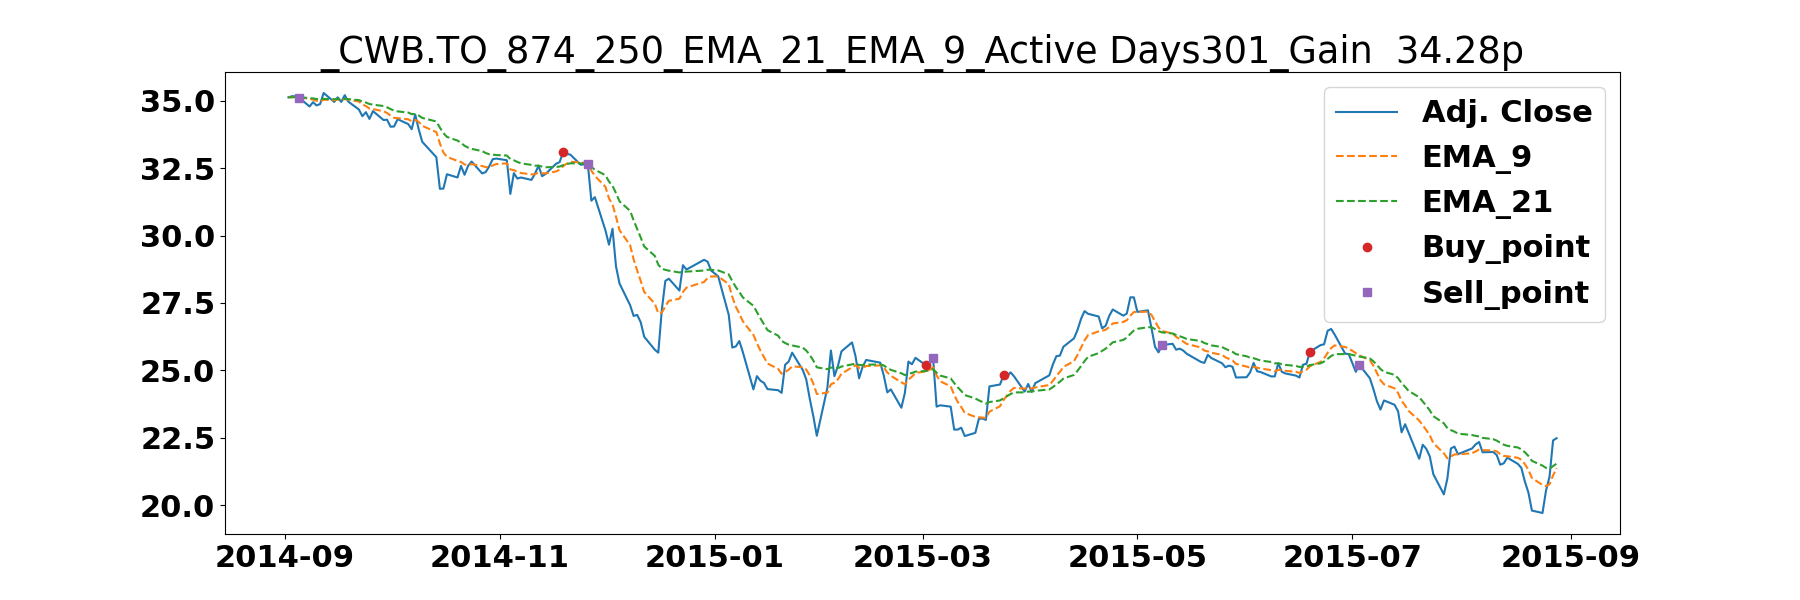 _CWB.TO_874_250_EMA_21_EMA_9_Active Days301_Gain  34.28p
35.0
32.5
30.0
27.5
25.0
22.5
20.0
Adj. Close
EMA_9
EMA_21
Buy_point
Sell_point
2014-09 2014-11 2015-01 2015-03 2015-05 2015-07 2015-09